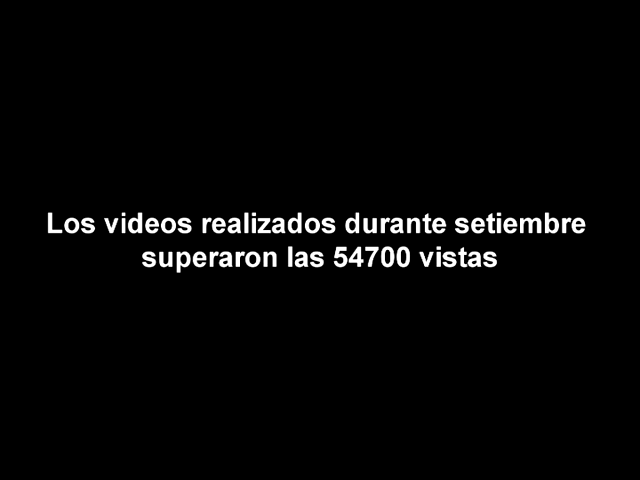 Los videos realizados durante setiembre
superaron las 54700 vistas